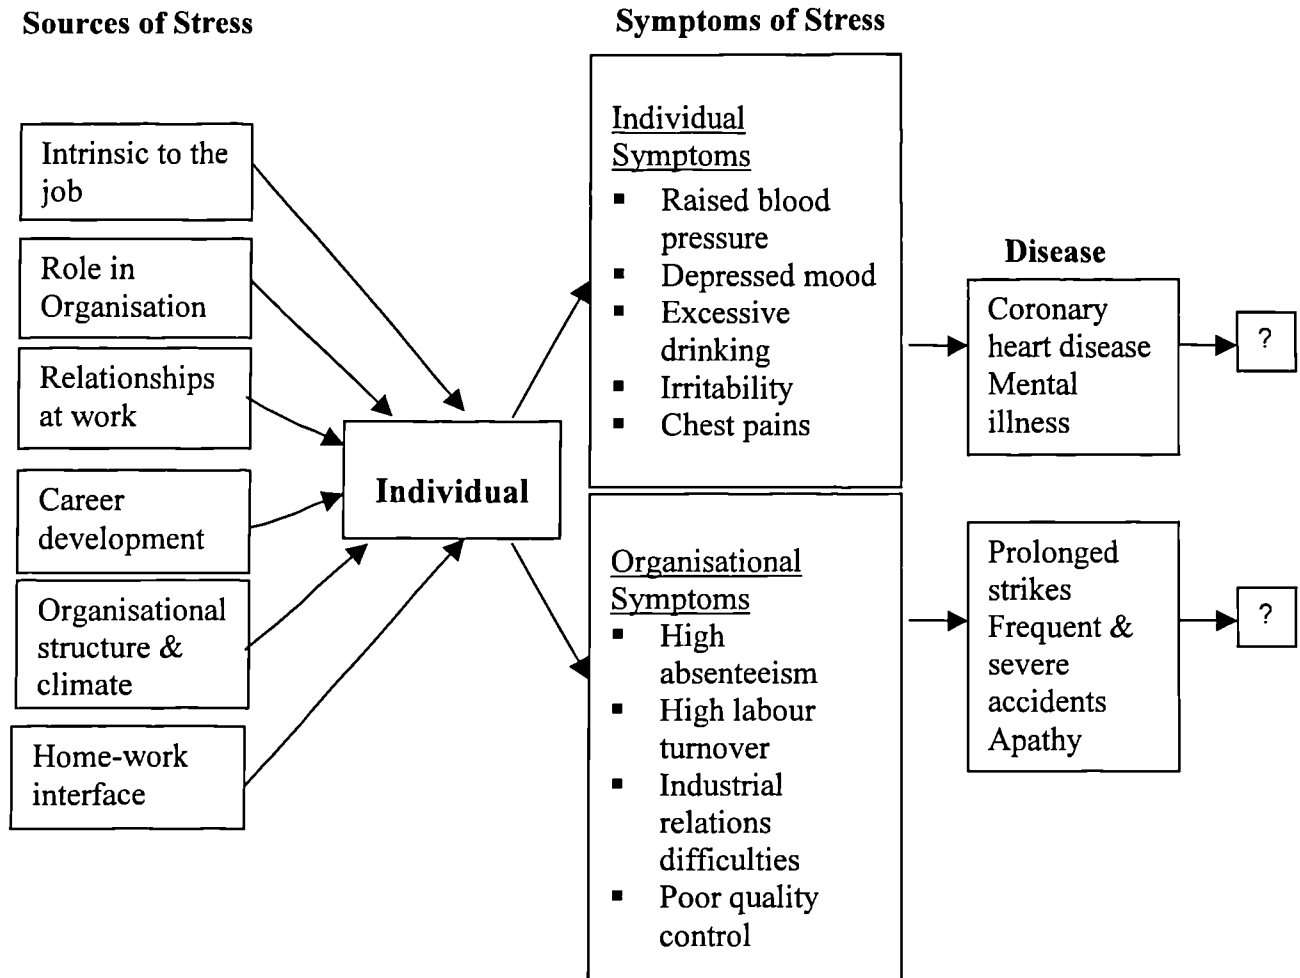 Sources of Stress
Symptoms of Stress
Intrinsic to the
job
Role in
Organisation
Relationships
at work
Career
development
Organisational
structure &
climate
Home-work
interface
Individual
Individual
Symptoms
▪ Raised blood
pressure
▪ Depressed mood
▪ Excessive
drinking
▪ Irritability
▪ Chest pains
Organisational
Symptoms
▪ High
absenteeism
▪ High labour
turnover
▪ Industrial
relations
difficulties
▪ Poor quality
control
Disease
Coronary
heart disease
Mental
illness
?
Prolonged
strikes
Frequent &
severe
accidents
Apathy
?